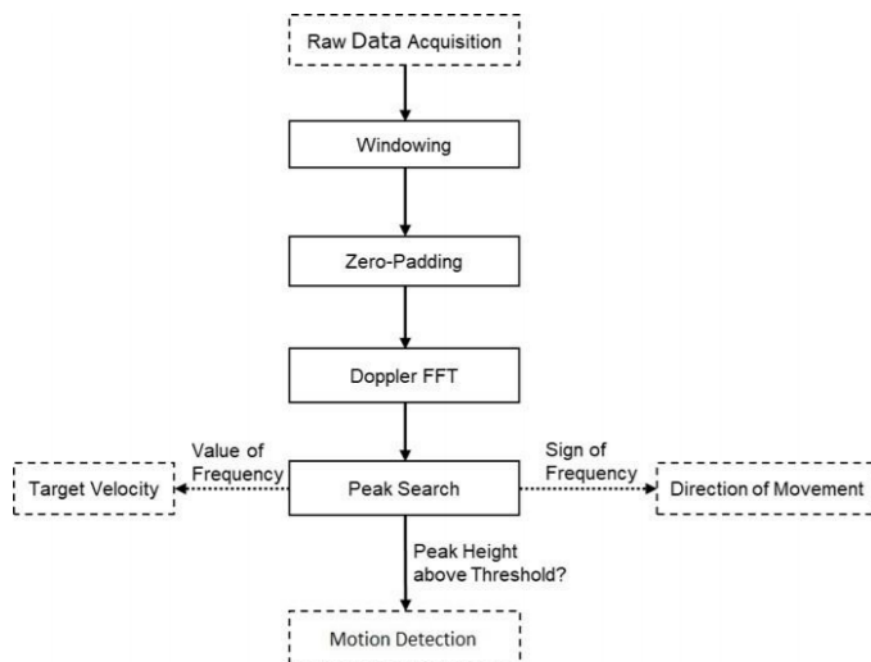 Raw Data Acquisition
Windowing
Zero-Padding
Doppler FFT
Value of
Frequency
Sign of
Frequency
Target Velocity
Peak Search
Direction of Movement
Peak Height
above Threshold?
Motion Detection